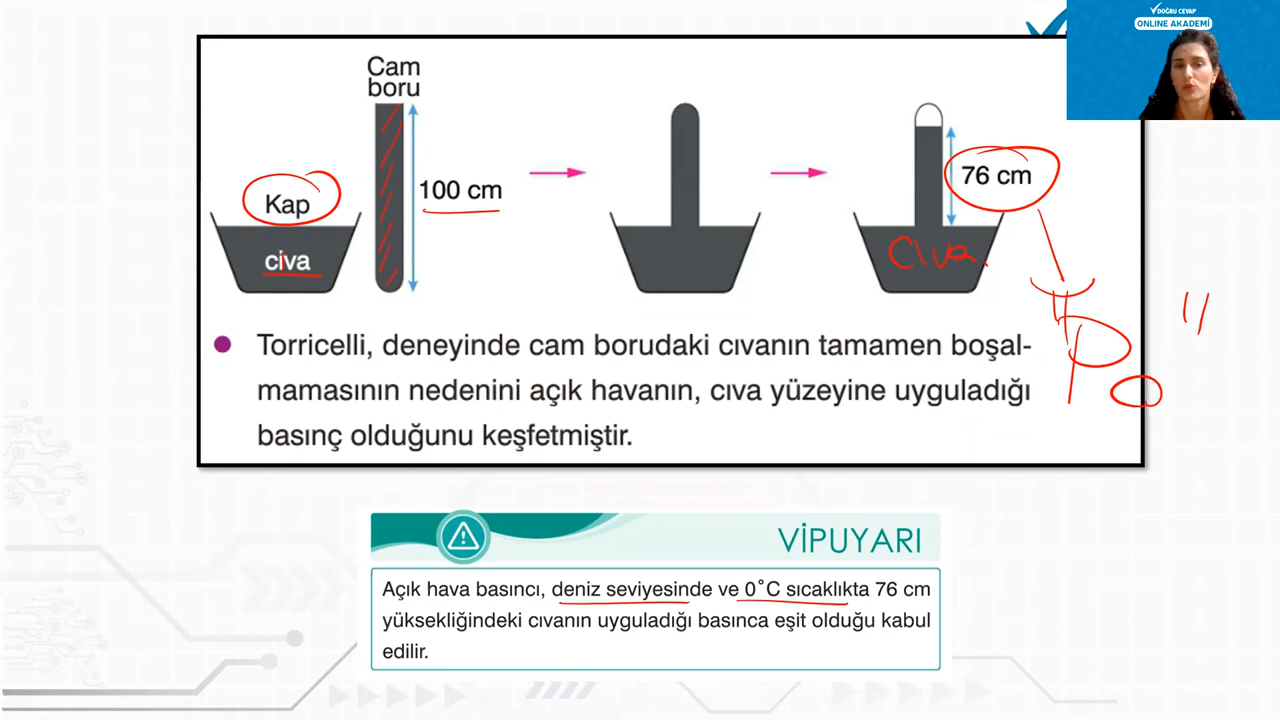 DOĞRU CEVAP
ONLINE AKADEMİ
Cam
boru
100 cm
Kap
civa
76 cm
Cıva
P
0
Torricelli, deneyinde cam borudaki cıvanın tamamen boşal-
mamasının nedenini açık havanın, cıva yüzeyine uyguladığı
basınç olduğunu keşfetmiştir.
VİPUYARI
Açık hava basıncı, deniz seviyesinde ve 0°C sıcaklıkta 76 cm
yüksekliğindeki cıvanın uyguladığı basınca eşit olduğu kabul
edilir.